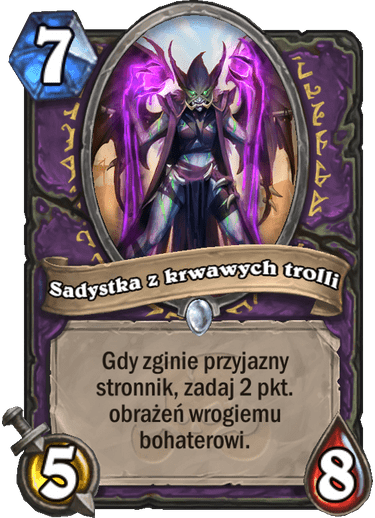 7
Sadystka z krwawych trolli
Gdy zginie przyjazny
stronnik, zadaj 2 pkt.
obrażeń wrogiemu
bohaterowi.
5
8